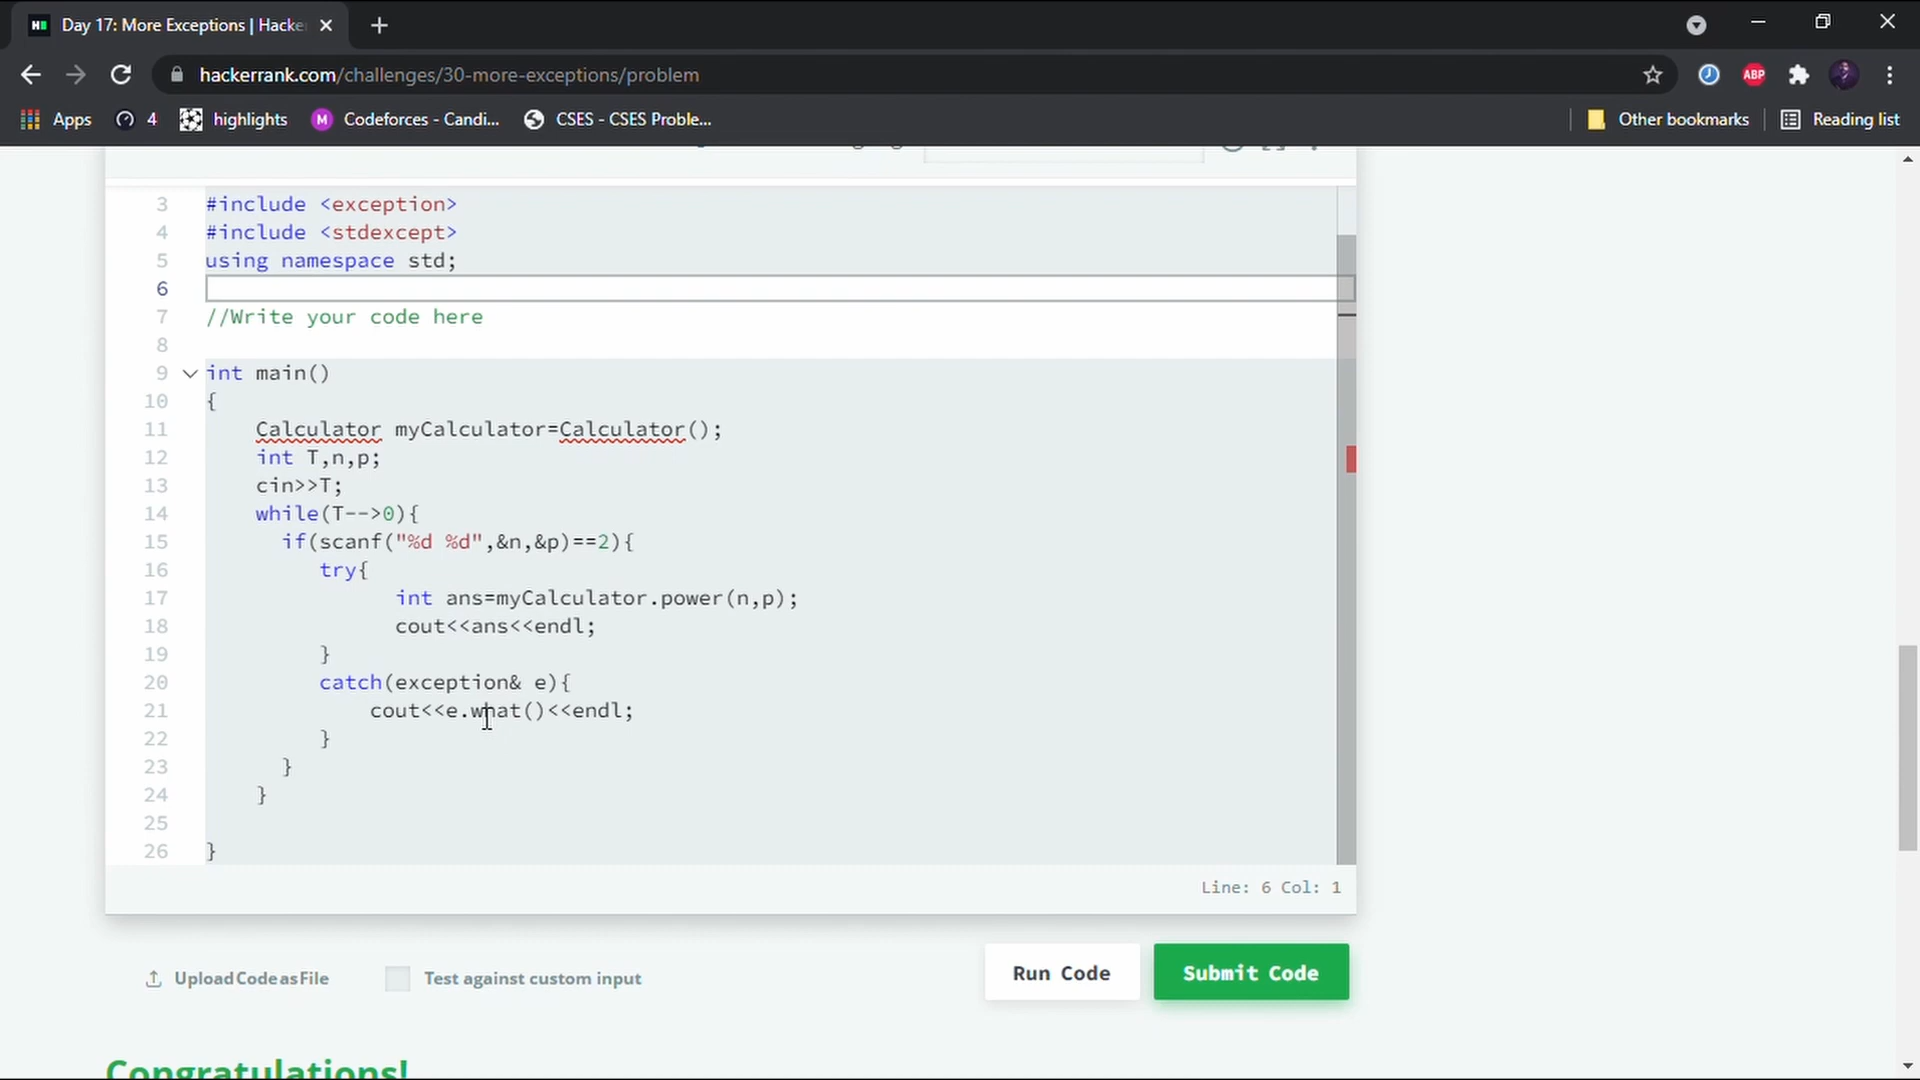 Day 17: More Exceptions | Hacke
hackerrank.com/challenges/30-more-exceptions/problem
ABP
Apps
4
highlights
M
Codeforces - Candi...
CSES - CSES Proble...
Other bookmarks
Reading list
3 #include <exception>
4 #include <stdexcept>
5 using namespace std;
6
7 //Write your code here
8
9 int main()
10 {
11 Calculator myCalculator=Calculator();
12 int T,n,p;
13 cin>>T;
14 while(T-->0){
15 if(scanf("%d %d",&n,&p)==2){
16 try{
17 int ans=myCalculator.power(n,p);
18 cout<<ans<<endl;
19 }
20 catch(exception& e){
21 cout<<e.what()<<endl;
22 }
23 }
24 }
25
26 }
Line: 6 Col: 1
Upload Code as File
Test against custom input
Run Code
Submit Code
Congratulations!